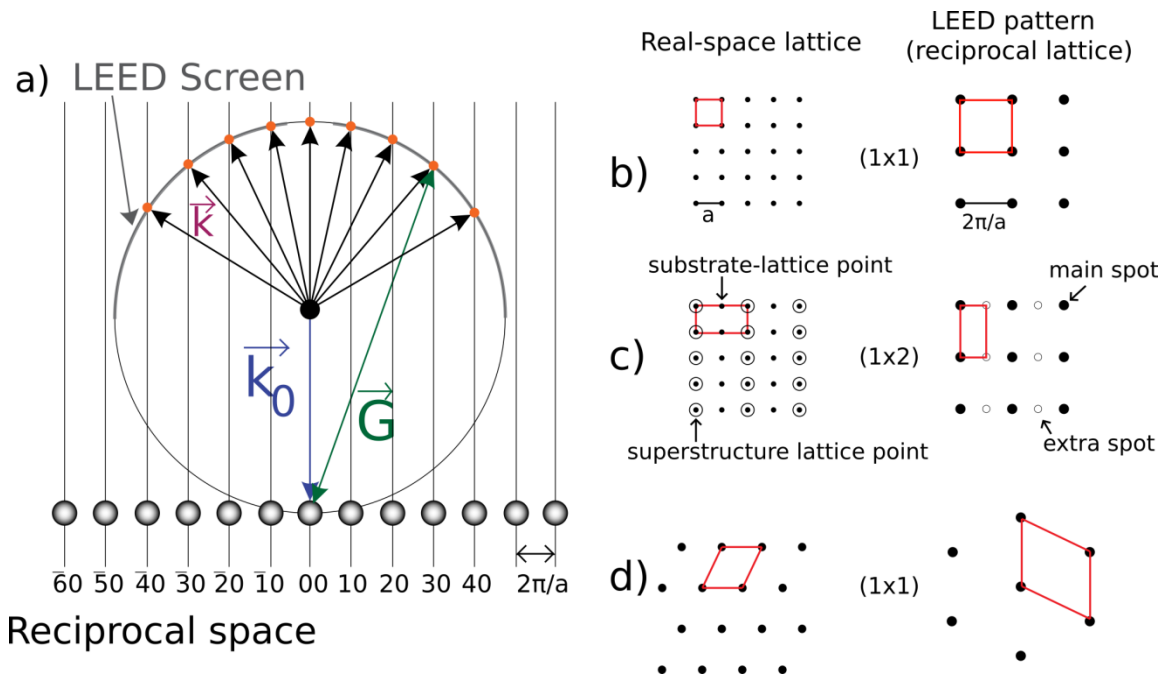 a)
LEED Screen
k⃗
k⃗₀
G⃗
6̅0 5̅0 4̅0 3̅0 2̅0 1̅0 00 10 20 30 40 2π/a
Reciprocal space
Real-space lattice
LEED pattern
(reciprocal lattice)
b)
a
(1x1)
2π/a
substrate-lattice point
main spot
c)
(1x2)
superstructure lattice point
extra spot
d)
(1x1)